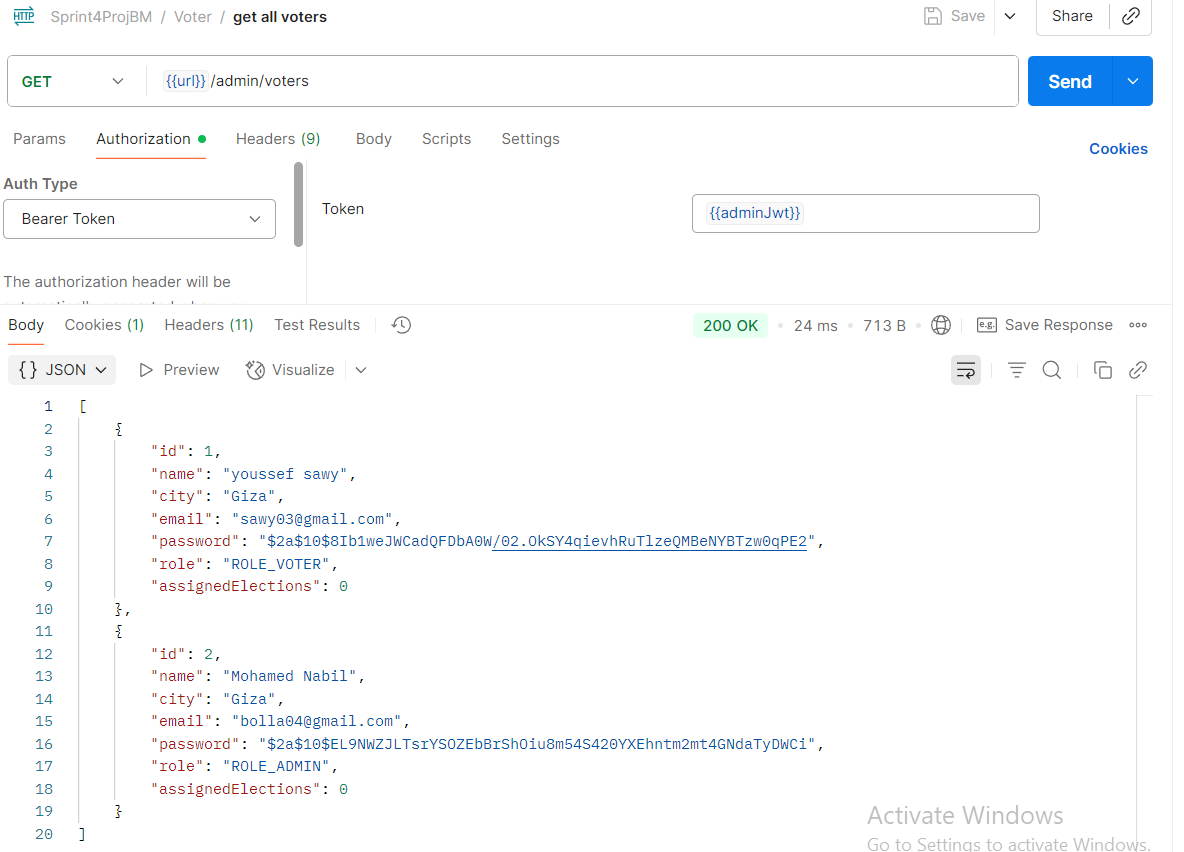 HTTP Sprint4ProjBM / Voter / get all voters Save Share
GET {{url}} /admin/voters Send
Params Authorization Headers (9) Body Scripts Settings Cookies
Auth Type
Bearer Token
Token {{adminJwt}}
The authorization header will be
Body Cookies (1) Headers (11) Test Results 200 OK 24 ms 713 B e.g. Save Response
{} JSON Preview Visualize
1 [
2 {
3 "id": 1,
4 "name": "youssef sawy",
5 "city": "Giza",
6 "email": "sawy03@gmail.com",
7 "password": "$2a$10$8Ib1weJWCadQFDbA0W/02.OkSY4qievhRuTlzeQMBeNYBTzw0qPE2",
8 "role": "ROLE_VOTER",
9 "assignedElections": 0
10 },
11 {
12 "id": 2,
13 "name": "Mohamed Nabil",
14 "city": "Giza",
15 "email": "bolla04@gmail.com",
16 "password": "$2a$10$EL9NWZJLTsrYSOZEbBrShOiu8m54S420YXEhntm2mt4GNdaTyDWCi",
17 "role": "ROLE_ADMIN",
18 "assignedElections": 0
19 }
20 ]
Activate Windows
Go to Settings to activate Windows.